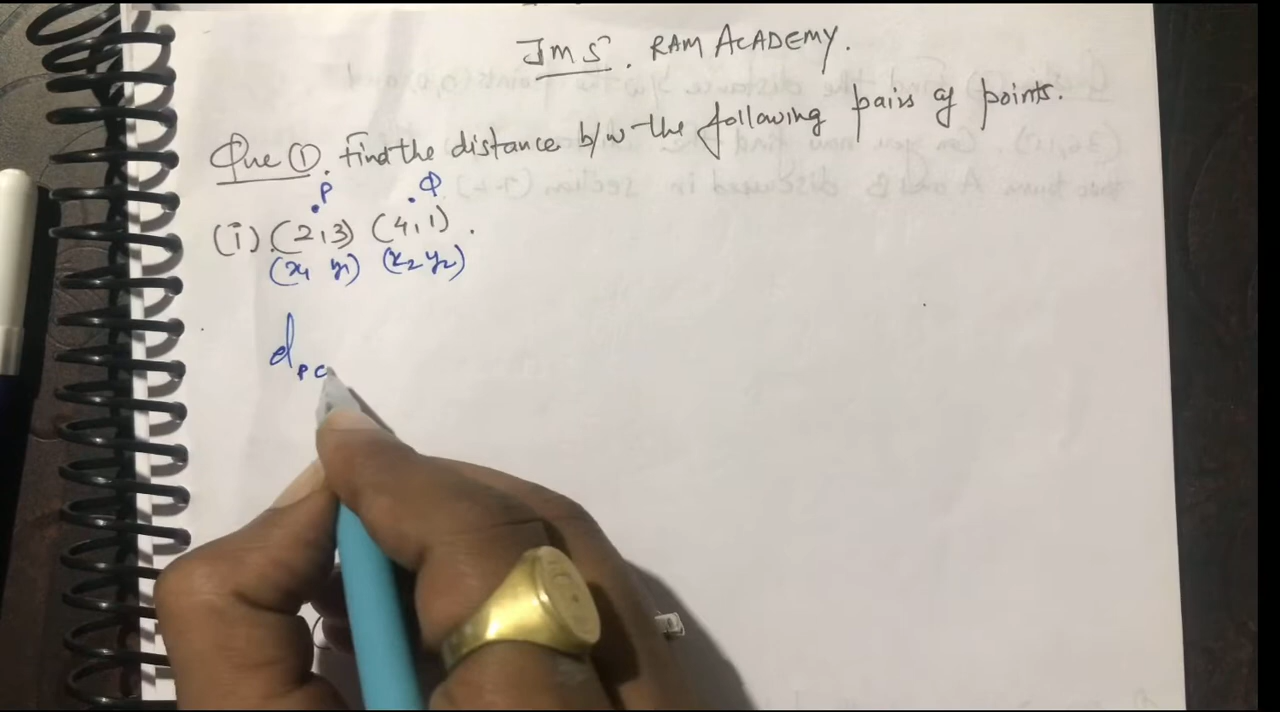 JMS. RAM ACADEMY.
Que ①. Find the distance b/w the following pairs of points.
P Q
(i) (2,3) (4,1).
(x₁ y₁) (x₂ y₂)
dPQ